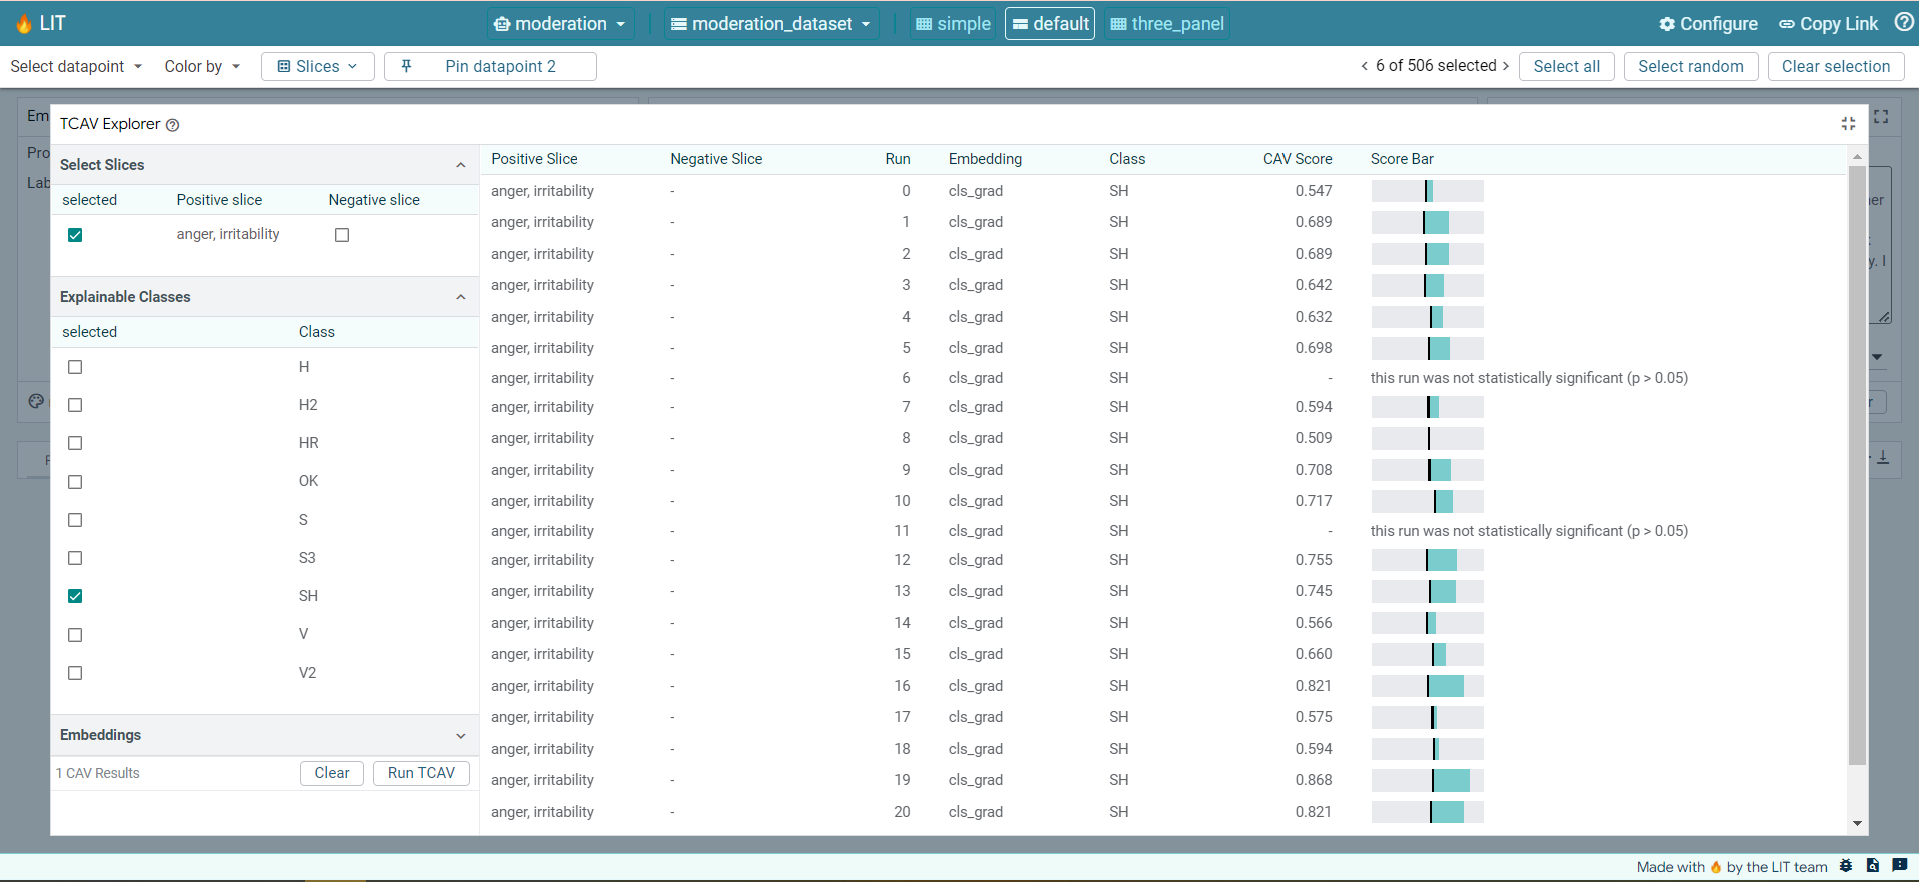 LIT
moderation
moderation_dataset
simple
default
three_panel
Configure
Copy Link
Select datapoint
Color by
Slices
Pin datapoint 2
6 of 506 selected
Select all
Select random
Clear selection
TCAV Explorer
Select Slices
selected Positive slice Negative slice
anger, irritability
Explainable Classes
selected Class
H
H2
HR
OK
S
S3
SH
V
V2
Embeddings
1 CAV Results
Clear
Run TCAV
Positive Slice Negative Slice Run Embedding Class CAV Score Score Bar
anger, irritability - 0 cls_grad SH 0.547
anger, irritability - 1 cls_grad SH 0.689
anger, irritability - 2 cls_grad SH 0.689
anger, irritability - 3 cls_grad SH 0.642
anger, irritability - 4 cls_grad SH 0.632
anger, irritability - 5 cls_grad SH 0.698
anger, irritability - 6 cls_grad SH - this run was not statistically significant (p > 0.05)
anger, irritability - 7 cls_grad SH 0.594
anger, irritability - 8 cls_grad SH 0.509
anger, irritability - 9 cls_grad SH 0.708
anger, irritability - 10 cls_grad SH 0.717
anger, irritability - 11 cls_grad SH - this run was not statistically significant (p > 0.05)
anger, irritability - 12 cls_grad SH 0.755
anger, irritability - 13 cls_grad SH 0.745
anger, irritability - 14 cls_grad SH 0.566
anger, irritability - 15 cls_grad SH 0.660
anger, irritability - 16 cls_grad SH 0.821
anger, irritability - 17 cls_grad SH 0.575
anger, irritability - 18 cls_grad SH 0.594
anger, irritability - 19 cls_grad SH 0.868
anger, irritability - 20 cls_grad SH 0.821
Made with 🔥 by the LIT team